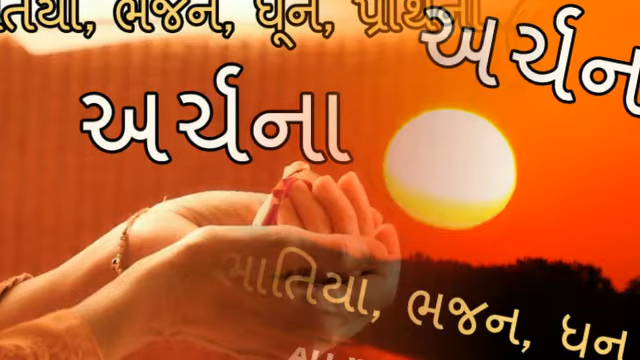 ભજન, ધૂન, પ્રાર્થના
અર્ચના
અર્ચના
ભાતિયા, ભજન, ધન